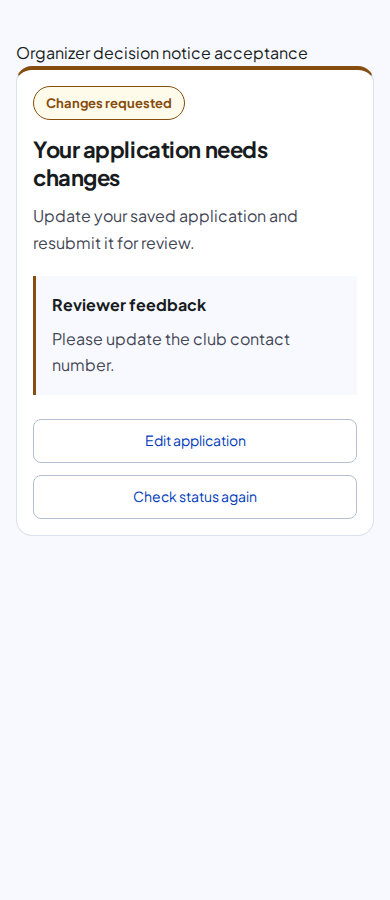 Organizer decision notice acceptance
Changes requested
Your application needs
changes
Update your saved application and
resubmit it for review.
Reviewer feedback
Please update the club contact
number.
Edit application
Check status again